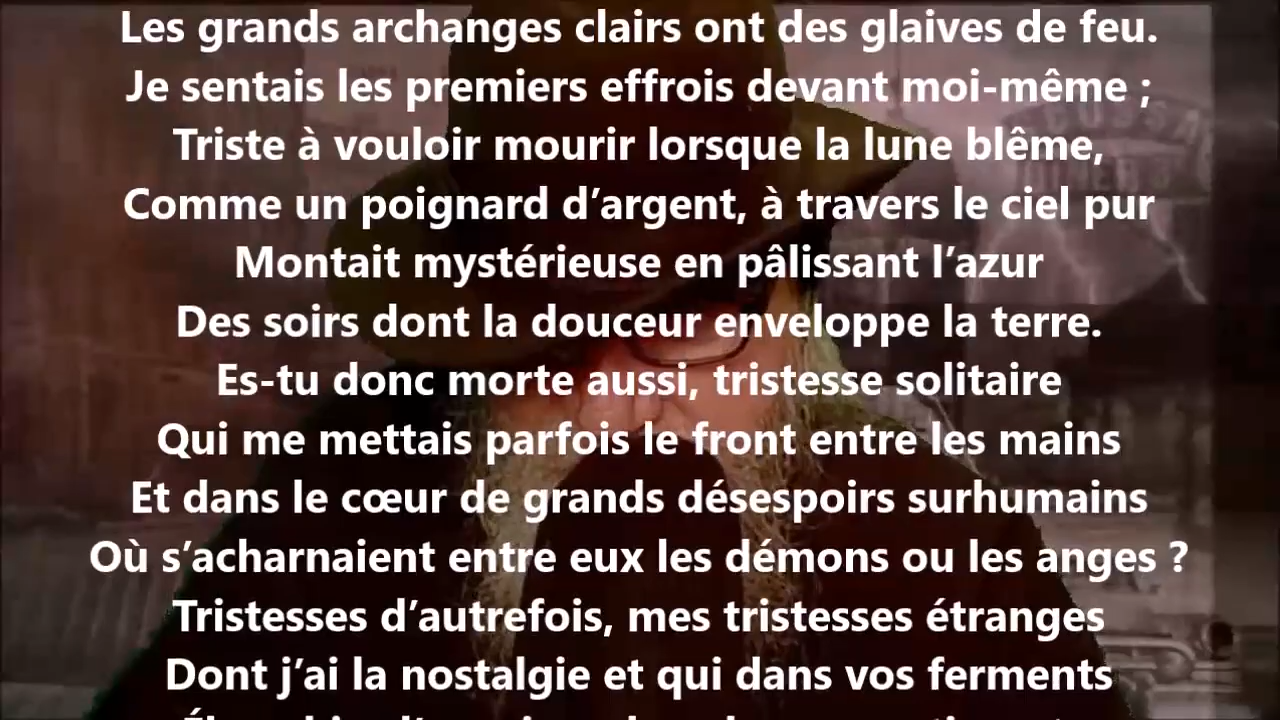 Les grands archanges clairs ont des glaives de feu.
Je sentais les premiers effrois devant moi-même ;
Triste à vouloir mourir lorsque la lune blême,
Comme un poignard d’argent, à travers le ciel pur
Montait mystérieuse en pâlissant l’azur
Des soirs dont la douceur enveloppe la terre.
Es-tu donc morte aussi, tristesse solitaire
Qui me mettais parfois le front entre les mains
Et dans le cœur de grands désespoirs surhumains
Où s’acharnaient entre eux les démons ou les anges ?
Tristesses d’autrefois, mes tristesses étranges
Dont j’ai la nostalgie et qui dans vos ferments